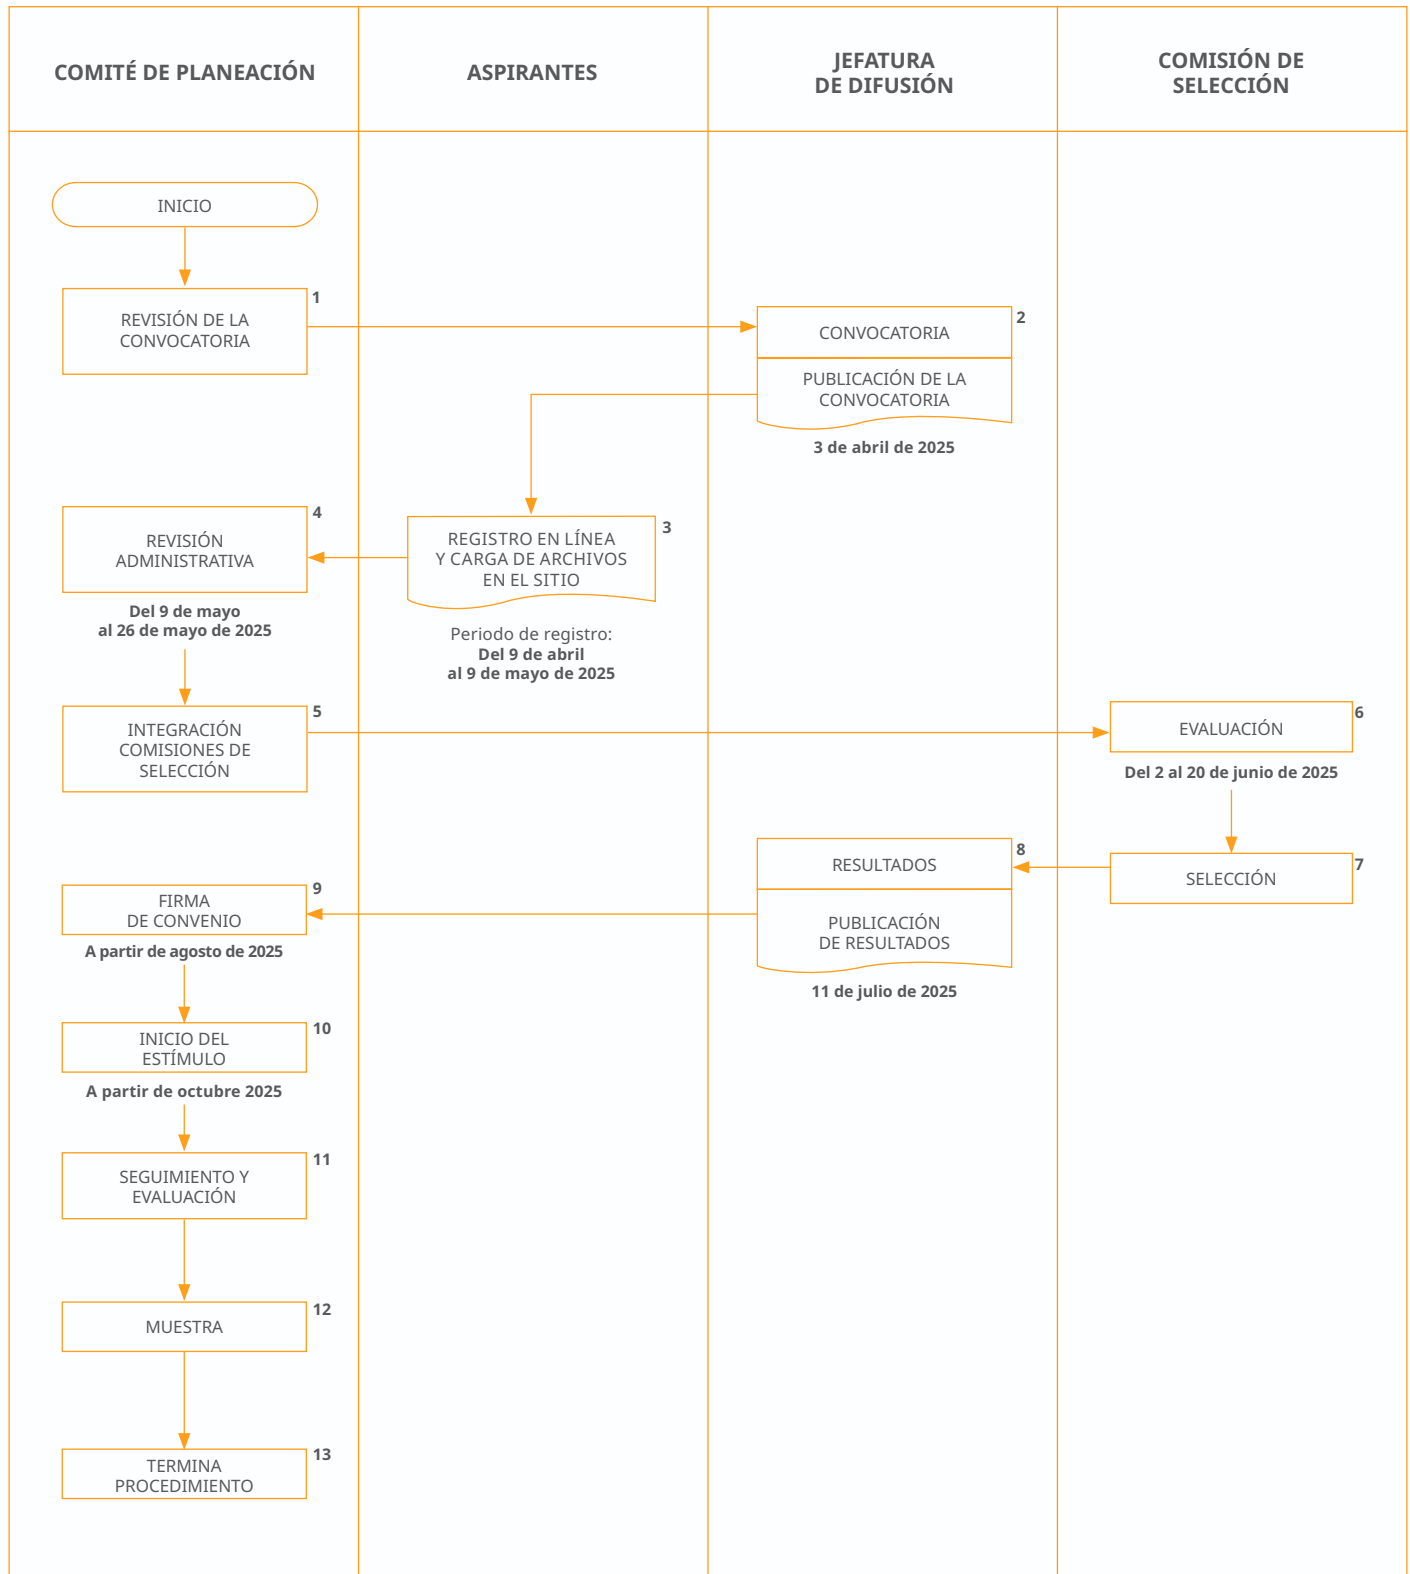 COMITÉ DE PLANEACIÓN
ASPIRANTES
JEFATURA
DE DIFUSIÓN
COMISIÓN DE
SELECCIÓN
INICIO
1
REVISIÓN DE LA
CONVOCATORIA
2
CONVOCATORIA
PUBLICACIÓN DE LA
CONVOCATORIA
3 de abril de 2025
3
REGISTRO EN LÍNEA
Y CARGA DE ARCHIVOS
EN EL SITIO
Periodo de registro:
Del 9 de abril
al 9 de mayo de 2025
4
REVISIÓN
ADMINISTRATIVA
Del 9 de mayo
al 26 de mayo de 2025
5
INTEGRACIÓN
COMISIONES DE
SELECCIÓN
6
EVALUACIÓN
Del 2 al 20 de junio de 2025
7
SELECCIÓN
8
RESULTADOS
PUBLICACIÓN
DE RESULTADOS
11 de julio de 2025
9
FIRMA
DE CONVENIO
A partir de agosto de 2025
10
INICIO DEL
ESTÍMULO
A partir de octubre 2025
11
SEGUIMIENTO Y
EVALUACIÓN
12
MUESTRA
13
TERMINA
PROCEDIMIENTO